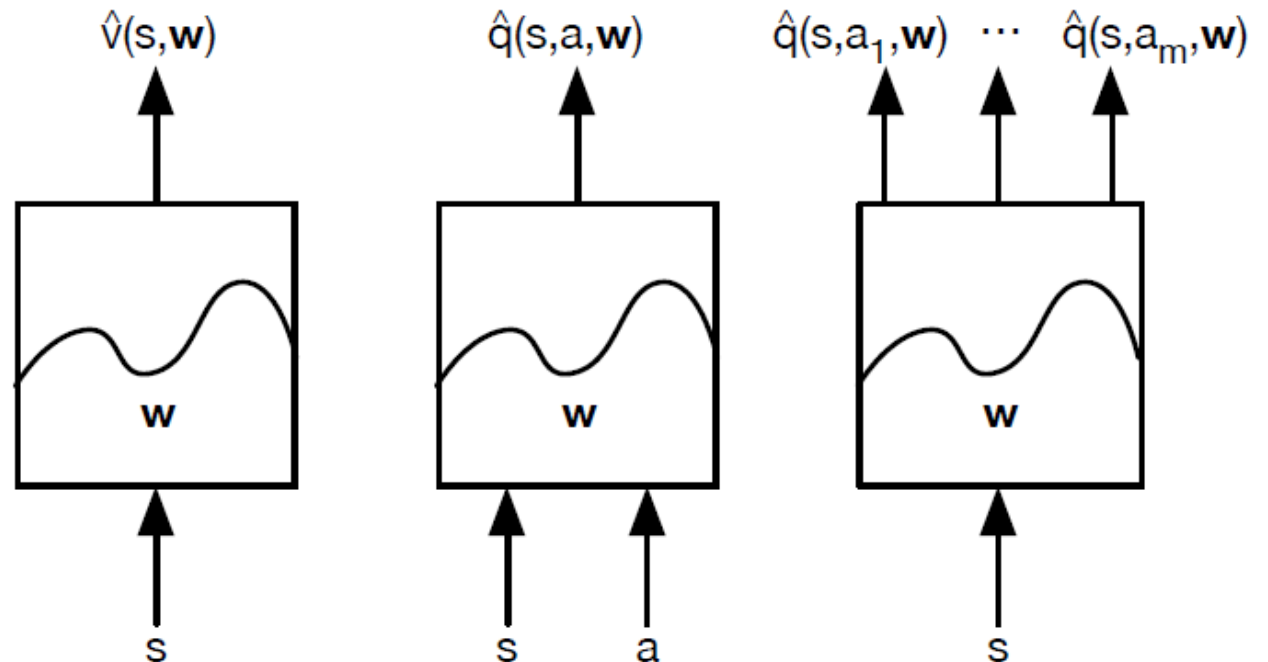 v̂(s,w) q̂(s,a,w) q̂(s,a₁,w) ··· q̂(s,aₘ,w)
w w w
s s a s